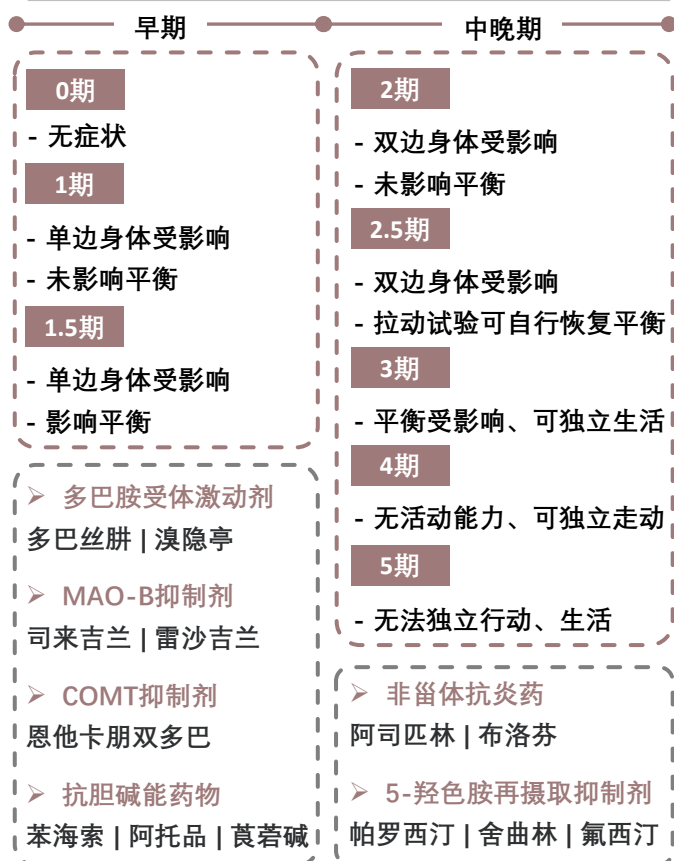 早期
0期
- 无症状
1期
- 单边身体受影响
- 未影响平衡
1.5期
- 单边身体受影响
- 影响平衡
➢ 多巴胺受体激动剂
多巴丝肼 | 溴隐亭
➢ MAO-B抑制剂
司来吉兰 | 雷沙吉兰
➢ COMT抑制剂
恩他卡朋双多巴
➢ 抗胆碱能药物
苯海索 | 阿托品 | 莨菪碱
中晚期
2期
- 双边身体受影响
- 未影响平衡
2.5期
- 双边身体受影响
- 拉动试验可自行恢复平衡
3期
- 平衡受影响、可独立生活
4期
- 无活动能力、可独立走动
5期
- 无法独立行动、生活
➢ 非甾体抗炎药
阿司匹林 | 布洛芬
➢ 5-羟色胺再摄取抑制剂
帕罗西汀 | 舍曲林 | 氟西汀